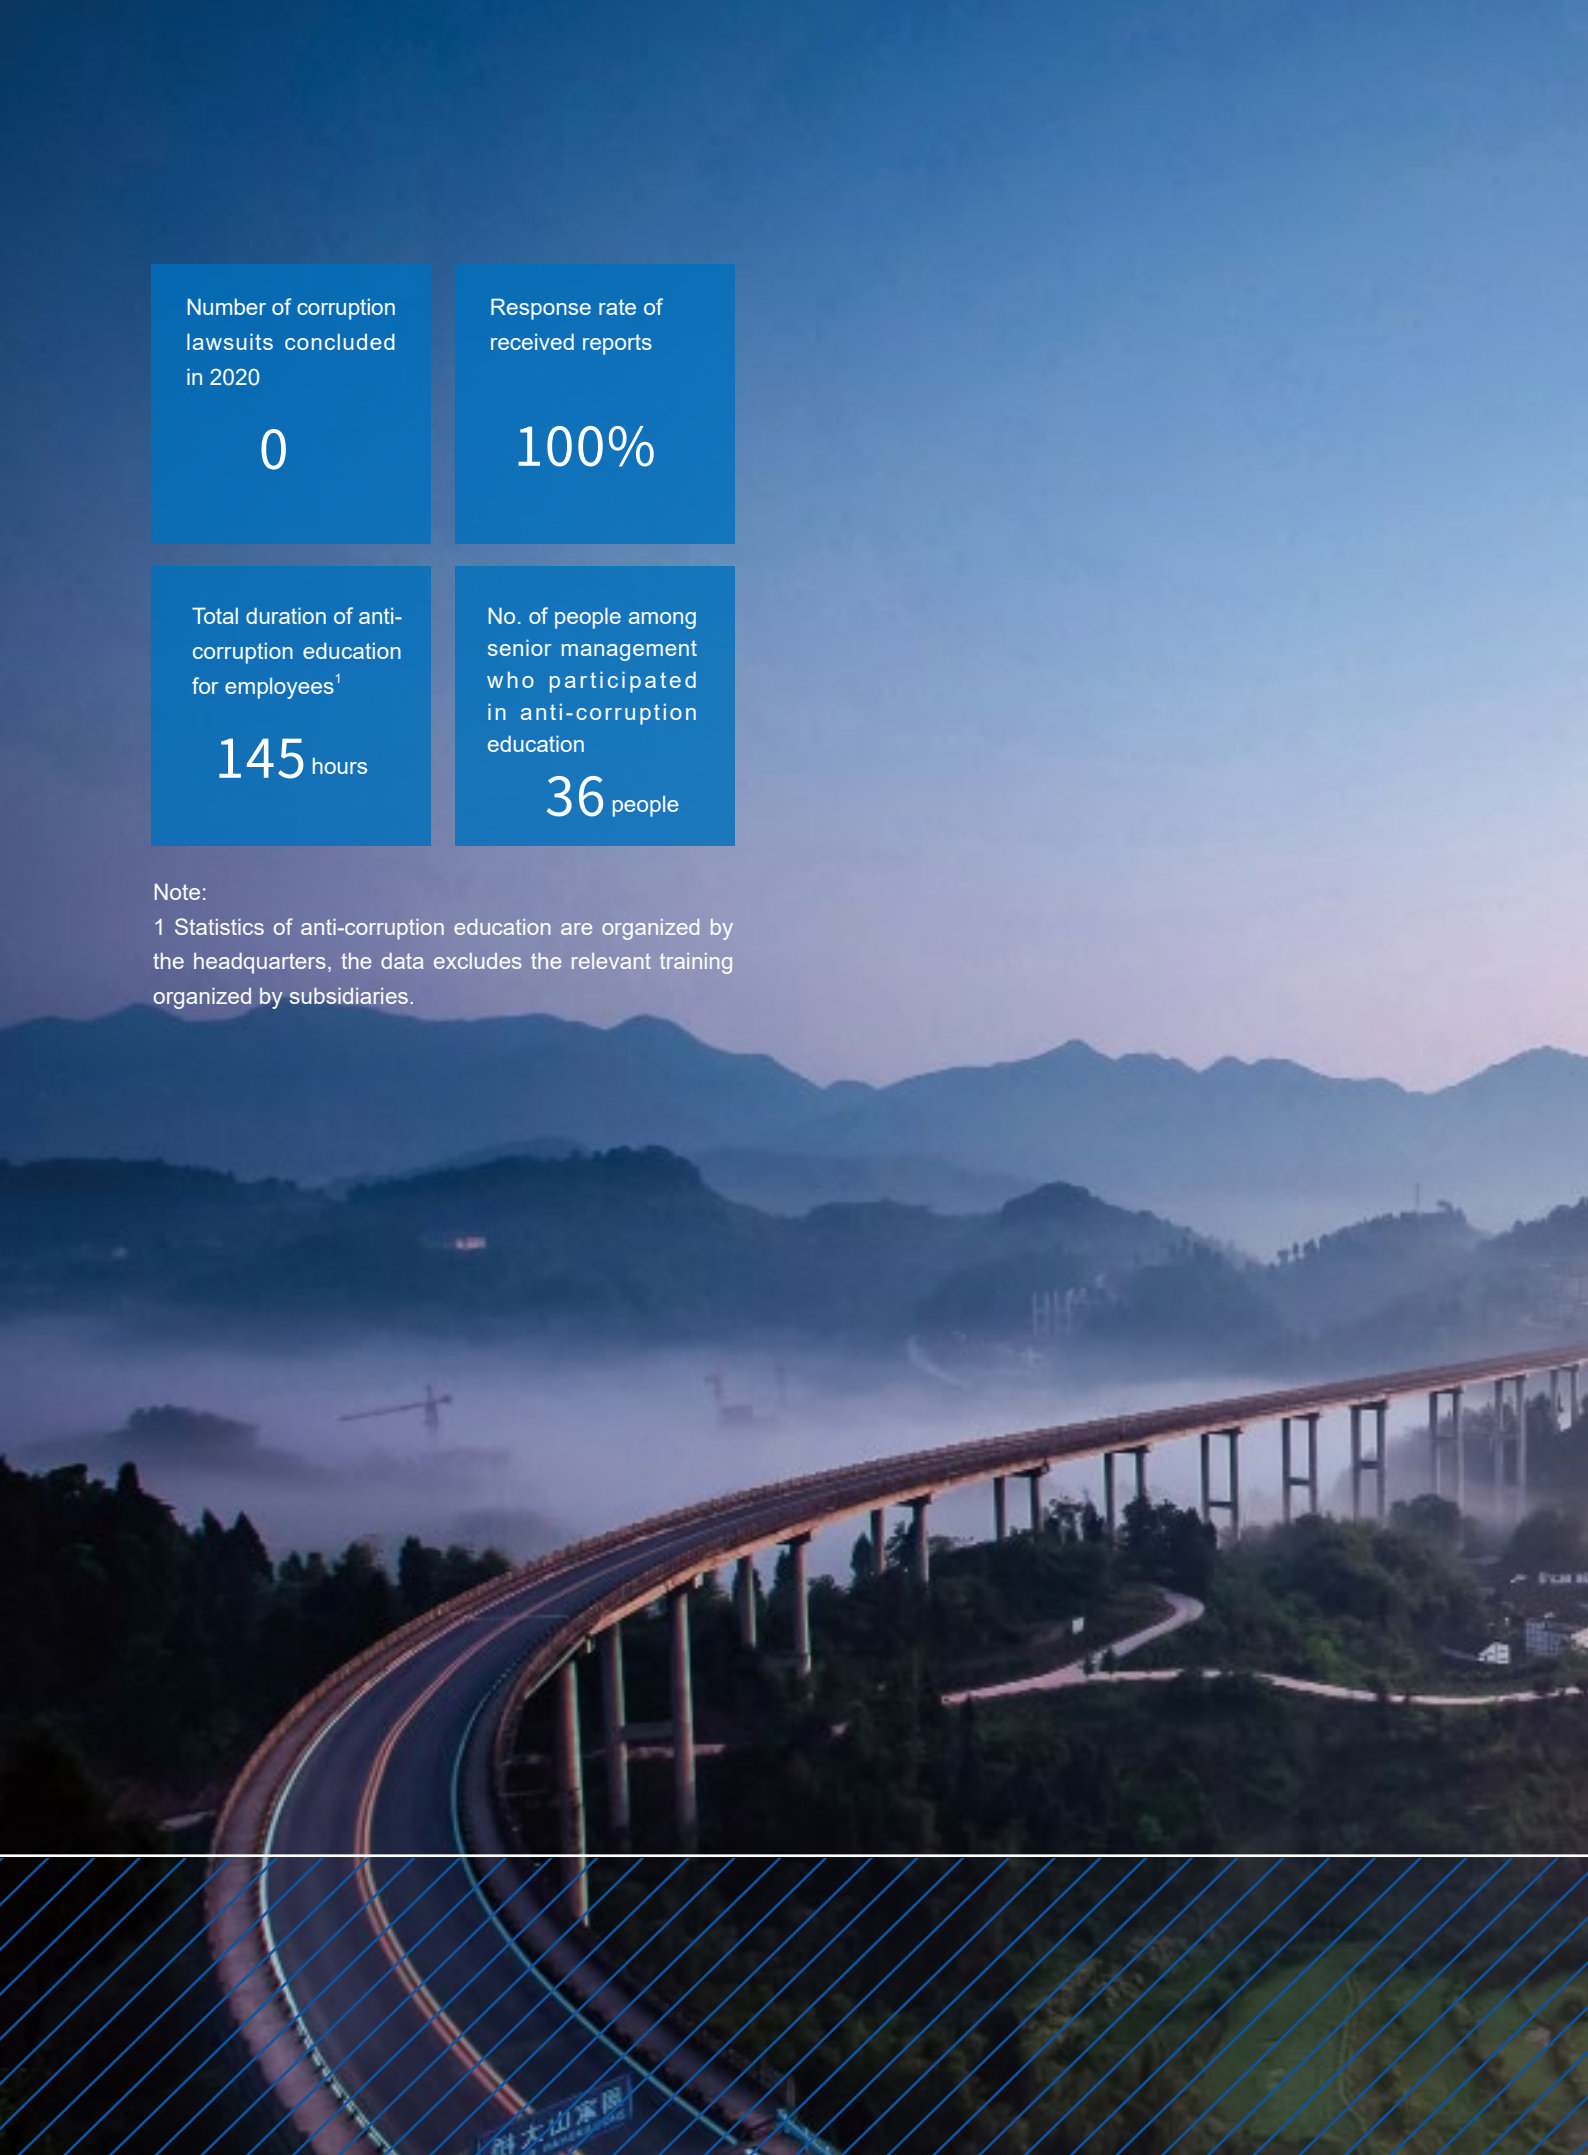 Number of corruption
lawsuits concluded
in 2020
0
Response rate of
received reports
100%
Total duration of anti-
corruption education
for employees¹
145 hours
No. of people among
senior management
who participated
in anti-corruption
education
36 people
Note:
1 Statistics of anti-corruption education are organized by
the headquarters, the data excludes the relevant training
organized by subsidiaries.